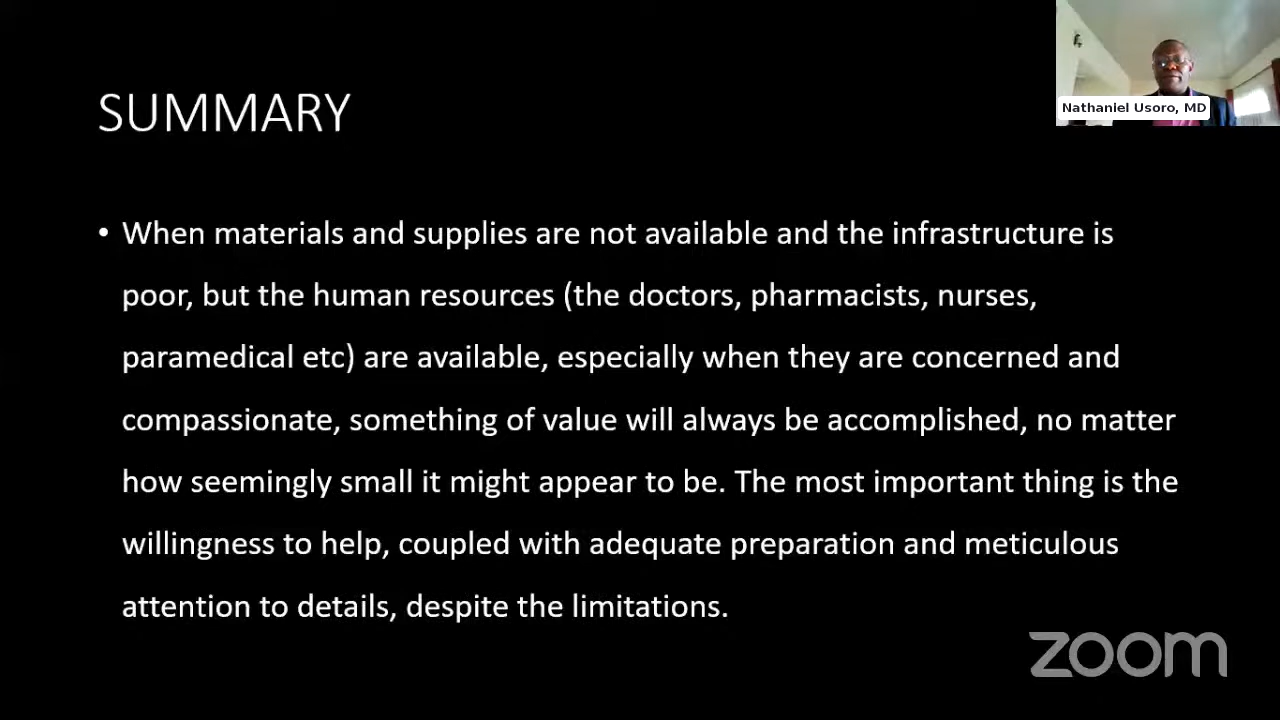 SUMMARY
Nathaniel Usoro, MD
• When materials and supplies are not available and the infrastructure is
poor, but the human resources (the doctors, pharmacists, nurses,
paramedical etc) are available, especially when they are concerned and
compassionate, something of value will always be accomplished, no matter
how seemingly small it might appear to be. The most important thing is the
willingness to help, coupled with adequate preparation and meticulous
attention to details, despite the limitations.
zoom